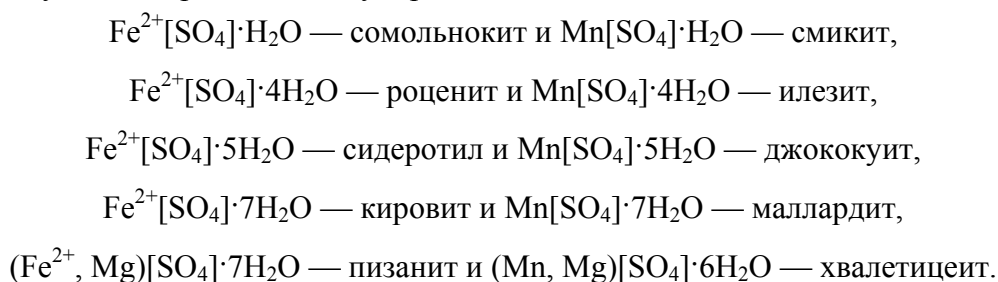 Fe²⁺[SO₄]·H₂O — сомольнокит и Mn[SO₄]·H₂O — смикит,
Fe²⁺[SO₄]·4H₂O — роценит и Mn[SO₄]·4H₂O — илезит,
Fe²⁺[SO₄]·5H₂O — сидеротил и Mn[SO₄]·5H₂O — джококуит,
Fe²⁺[SO₄]·7H₂O — кировит и Mn[SO₄]·7H₂O — маллардит,
(Fe²⁺, Mg)[SO₄]·7H₂O — пизанит и (Mn, Mg)[SO₄]·6H₂O — хвалетицеит.